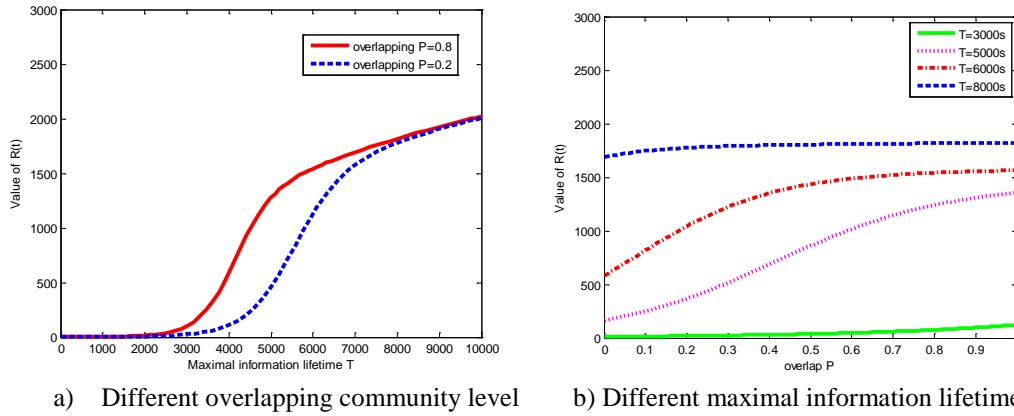 3000
2500
2000
1500
1000
500
0
Value of R(t)
overlapping P=0.8
overlapping P=0.2
0 1000 2000 3000 4000 5000 6000 7000 8000 9000 10000
Maximal information lifetime T
a) Different overlapping community level
3000
2500
2000
1500
1000
500
0
Value of R(t)
T=3000s
T=5000s
T=6000s
T=8000s
0 0.1 0.2 0.3 0.4 0.5 0.6 0.7 0.8 0.9
overlap P
b) Different maximal information lifetime